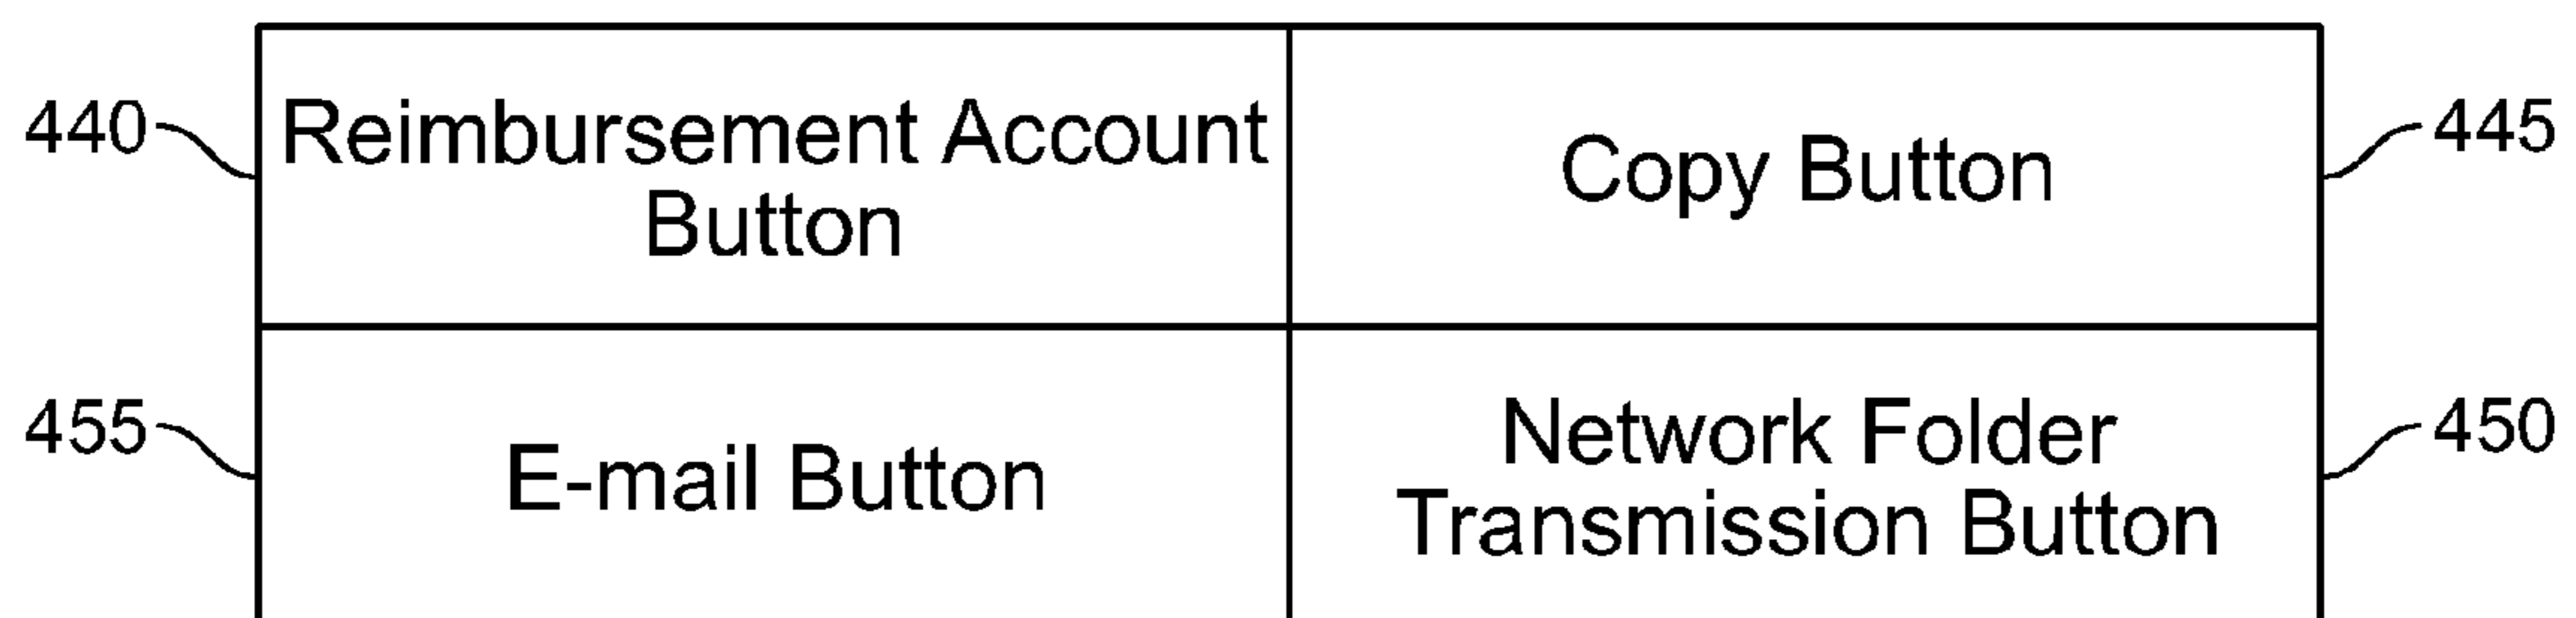 440
Reimbursement Account
Button
Copy Button
445
455
E-mail Button
Network Folder
Transmission Button
450